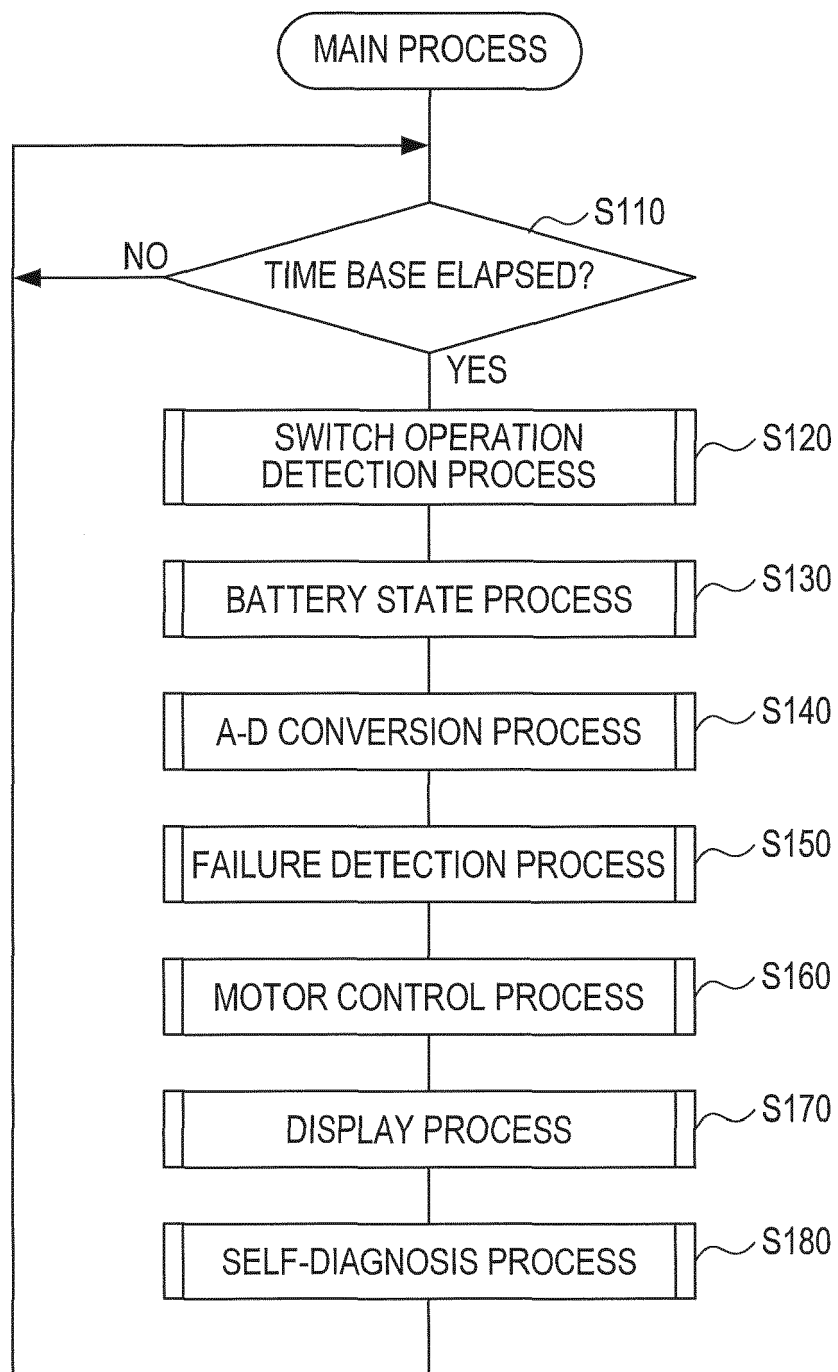 MAIN PROCESS
S110
NO
TIME BASE ELAPSED?
YES
SWITCH OPERATION
DETECTION PROCESS
S120
BATTERY STATE PROCESS
S130
A-D CONVERSION PROCESS
S140
FAILURE DETECTION PROCESS
S150
MOTOR CONTROL PROCESS
S160
DISPLAY PROCESS
S170
SELF-DIAGNOSIS PROCESS
S180